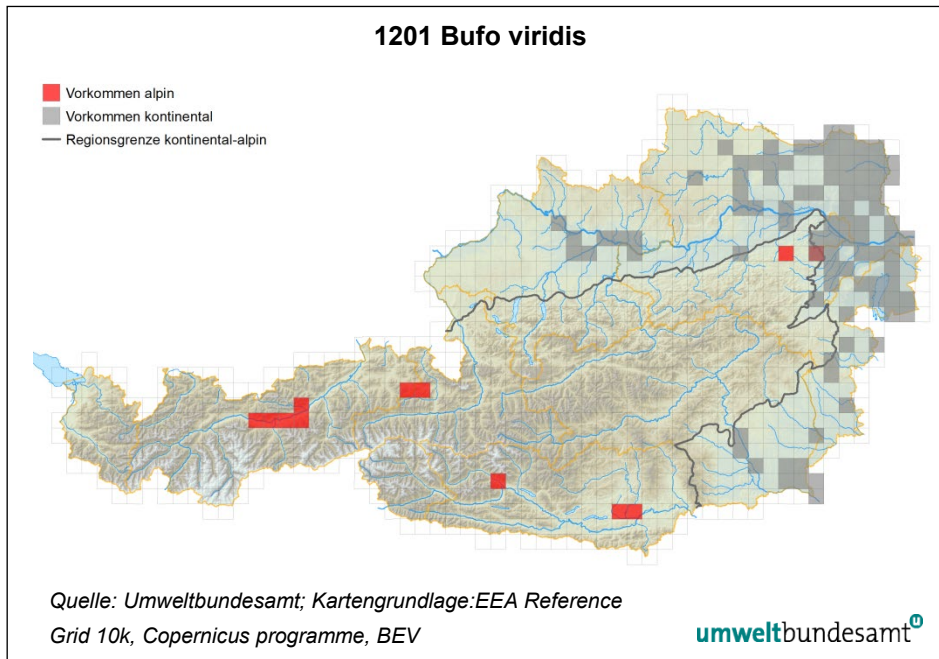 1201 Bufo viridis
Vorkommen alpin
Vorkommen kontinental
Regionsgrenze kontinental-alpin
Quelle: Umweltbundesamt; Kartengrundlage:EEA Reference
Grid 10k, Copernicus programme, BEV
umweltbundesamt
u